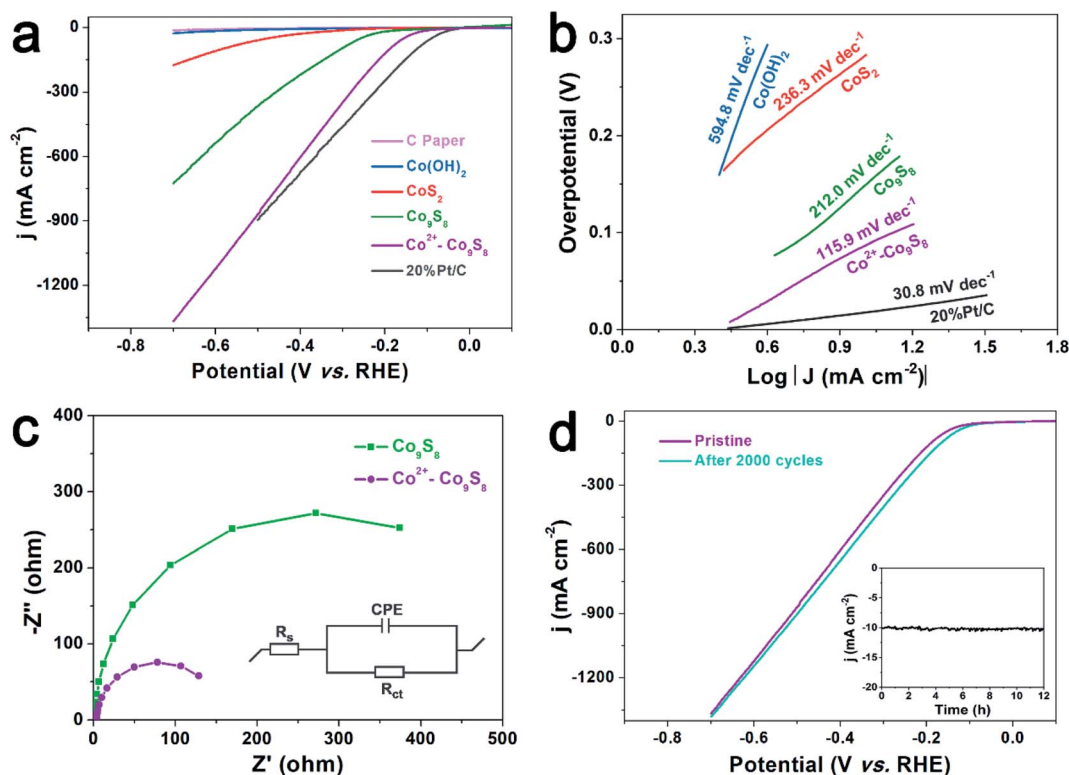 a
0
-300
-600
-900
-1200
j (mA cm⁻²)
C Paper
Co(OH)₂
CoS₂
Co₉S₈
Co²⁺- Co₉S₈
20%Pt/C
-0.8
-0.6
-0.4
-0.2
0.0
Potential (V vs. RHE)
b
0.3
0.2
0.1
0.0
Overpotential (V)
594.8 mV dec⁻¹
Co(OH)₂
236.3 mV dec⁻¹
CoS₂
212.0 mV dec⁻¹
Co₉S₈
115.9 mV dec⁻¹
Co²⁺-Co₉S₈
30.8 mV dec⁻¹
20%Pt/C
0.0
0.3
0.6
0.9
1.2
1.5
1.8
Log |J (mA cm⁻²)|
c
400
300
200
100
0
-Z'' (ohm)
Co₉S₈
Co²⁺- Co₉S₈
CPE
Rₛ
R_ct
0
100
200
300
400
500
Z' (ohm)
d
0
-300
-600
-900
-1200
j (mA cm⁻²)
Pristine
After 2000 cycles
0
-5
-10
-15
-20
j (mA cm⁻²)
0
2
4
6
8
10
12
Time (h)
-0.8
-0.6
-0.4
-0.2
0.0
Potential (V vs. RHE)